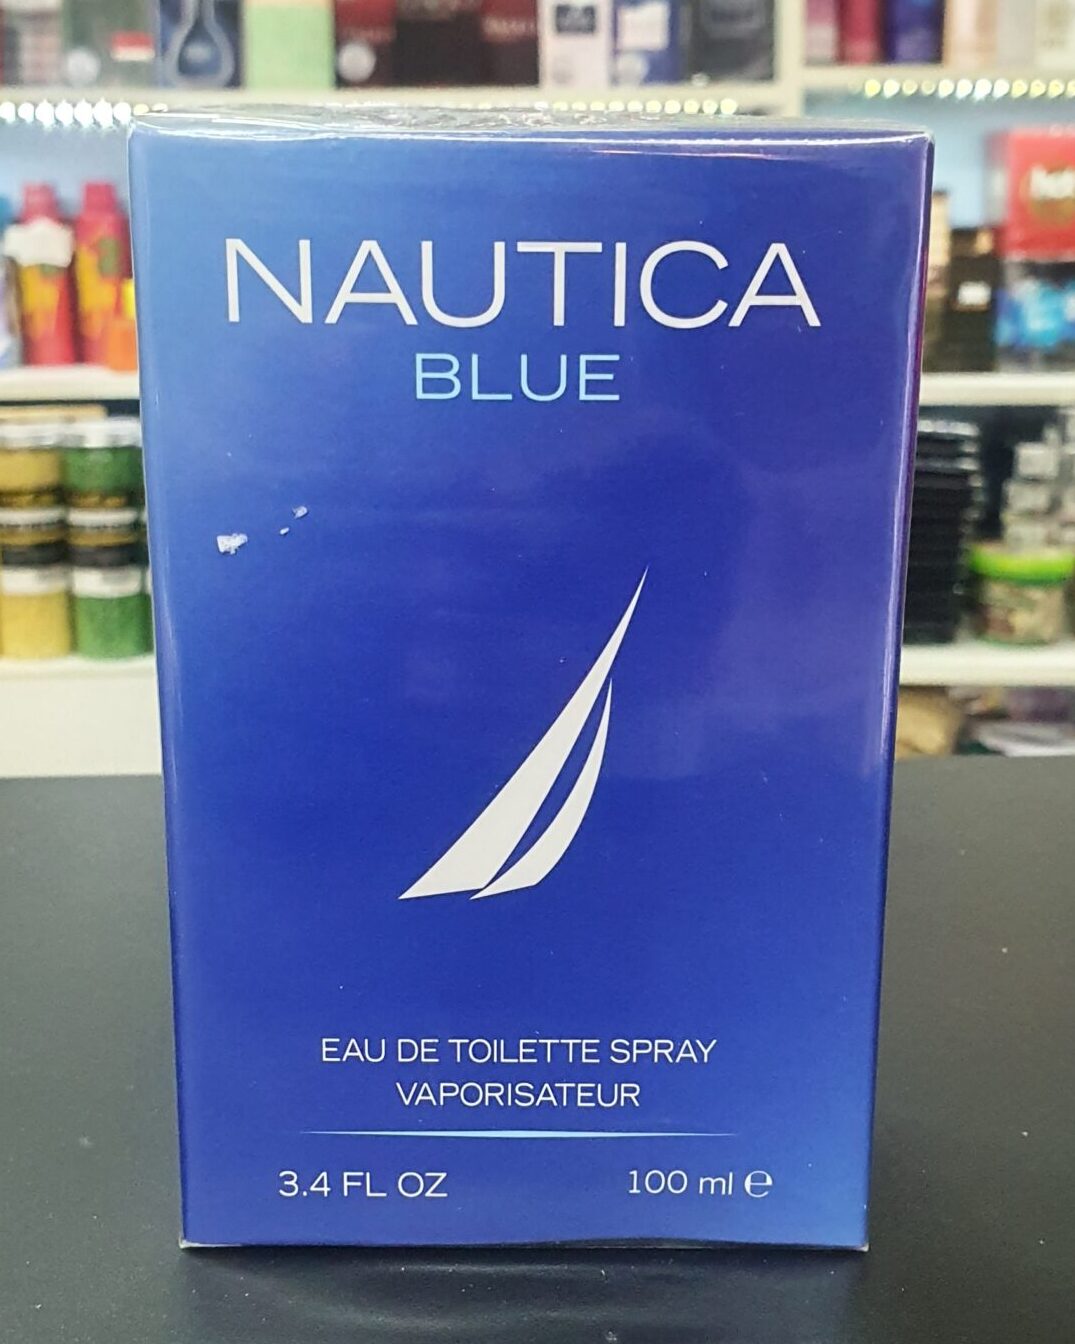 NAUTICA
BLUE
EAU DE TOILETTE SPRAY
VAPORISATEUR
3.4 FL OZ
100 ml ℮